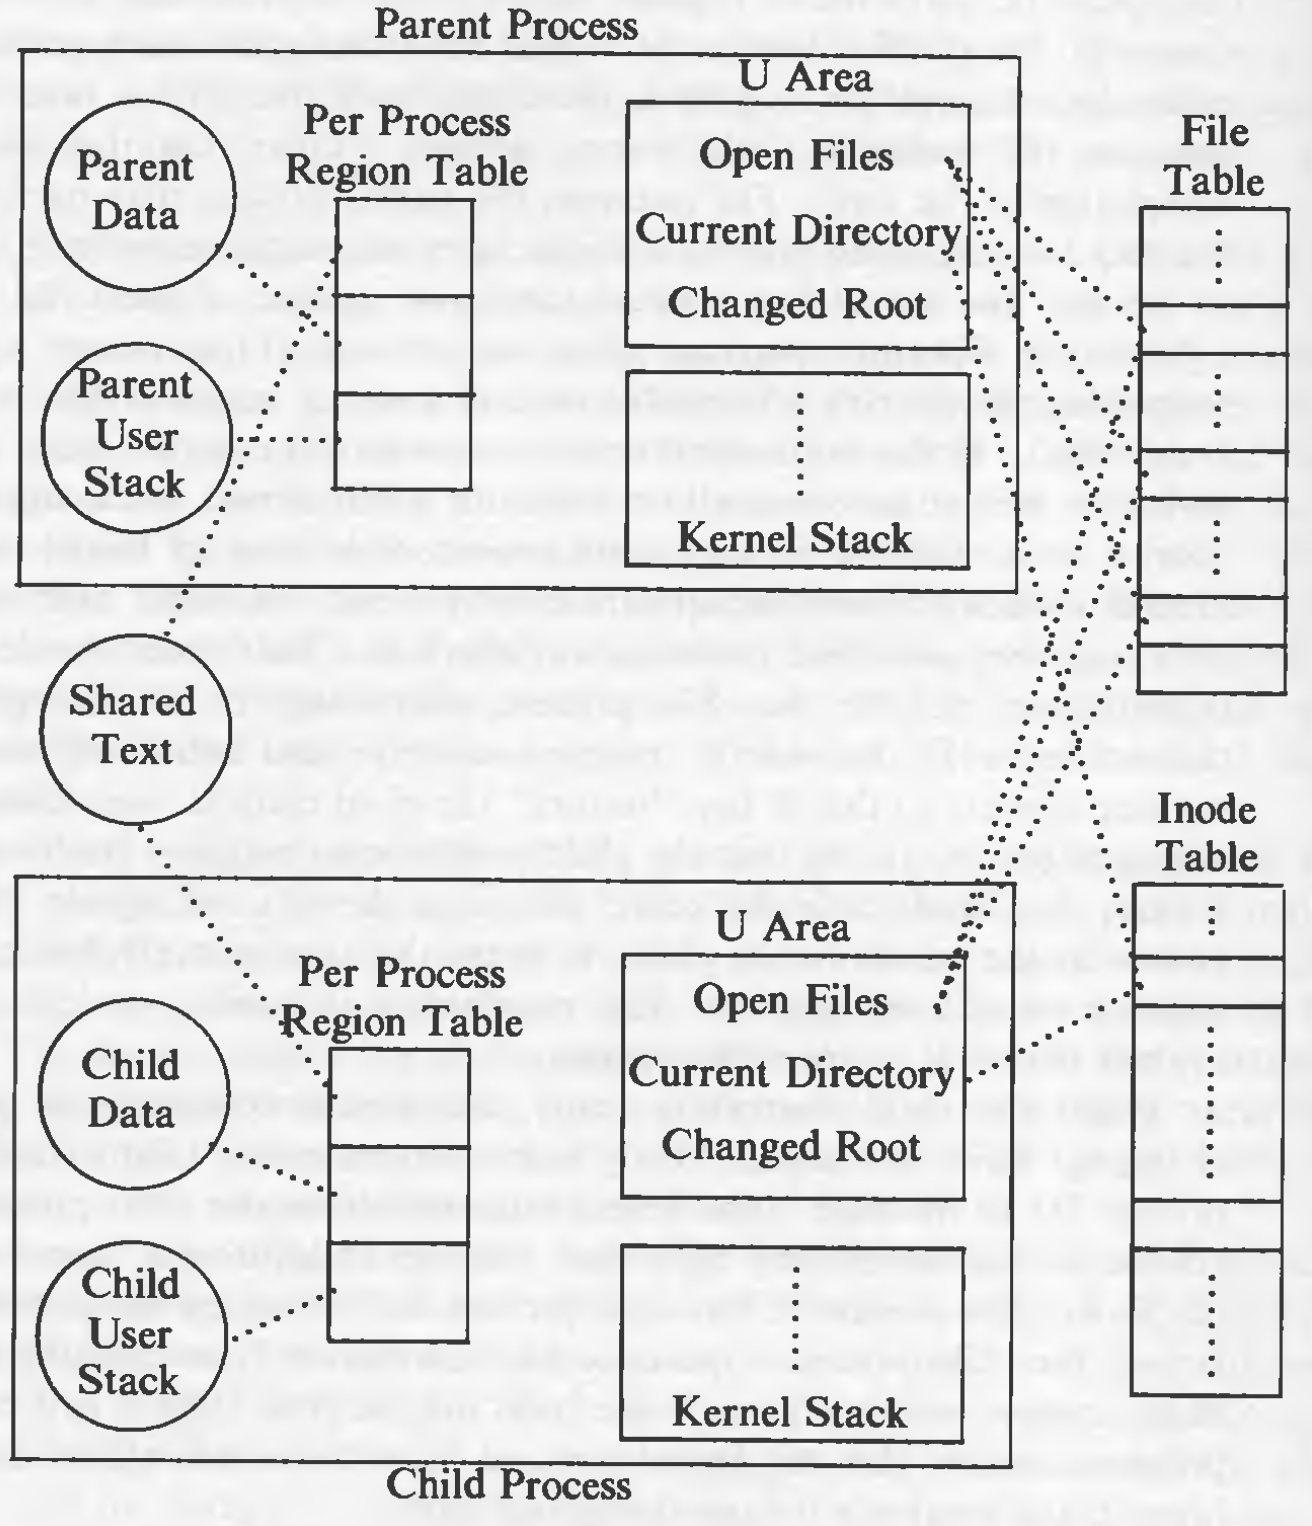 Parent Process
U Area
Per Process
Region Table
Parent
Data
Open Files
Current Directory
Changed Root
File
Table
Parent
User
Stack
Kernel Stack
Shared
Text
Inode
Table
U Area
Per Process
Region Table
Open Files
Child
Data
Current Directory
Changed Root
Child
User
Stack
Kernel Stack
Child Process